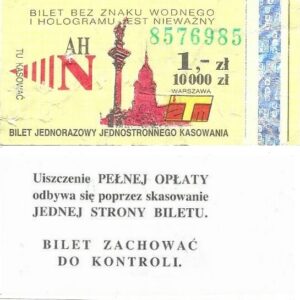 BILET BEZ ZNAKU WODNEGO
I HOLOGRAMU JEST NIEWAŻNY
8576985
TU KASOWAĆ
AH
N
1,- zł
10 000 zł
WARSZAWA
ZTM
BILET JEDNORAZOWY JEDNOSTRONNEGO KASOWANIA
Uiszczenie PEŁNEJ OPŁATY
odbywa się poprzez skasowanie
JEDNEJ STRONY BILETU.
BILET ZACHOWAĆ
DO KONTROLI.